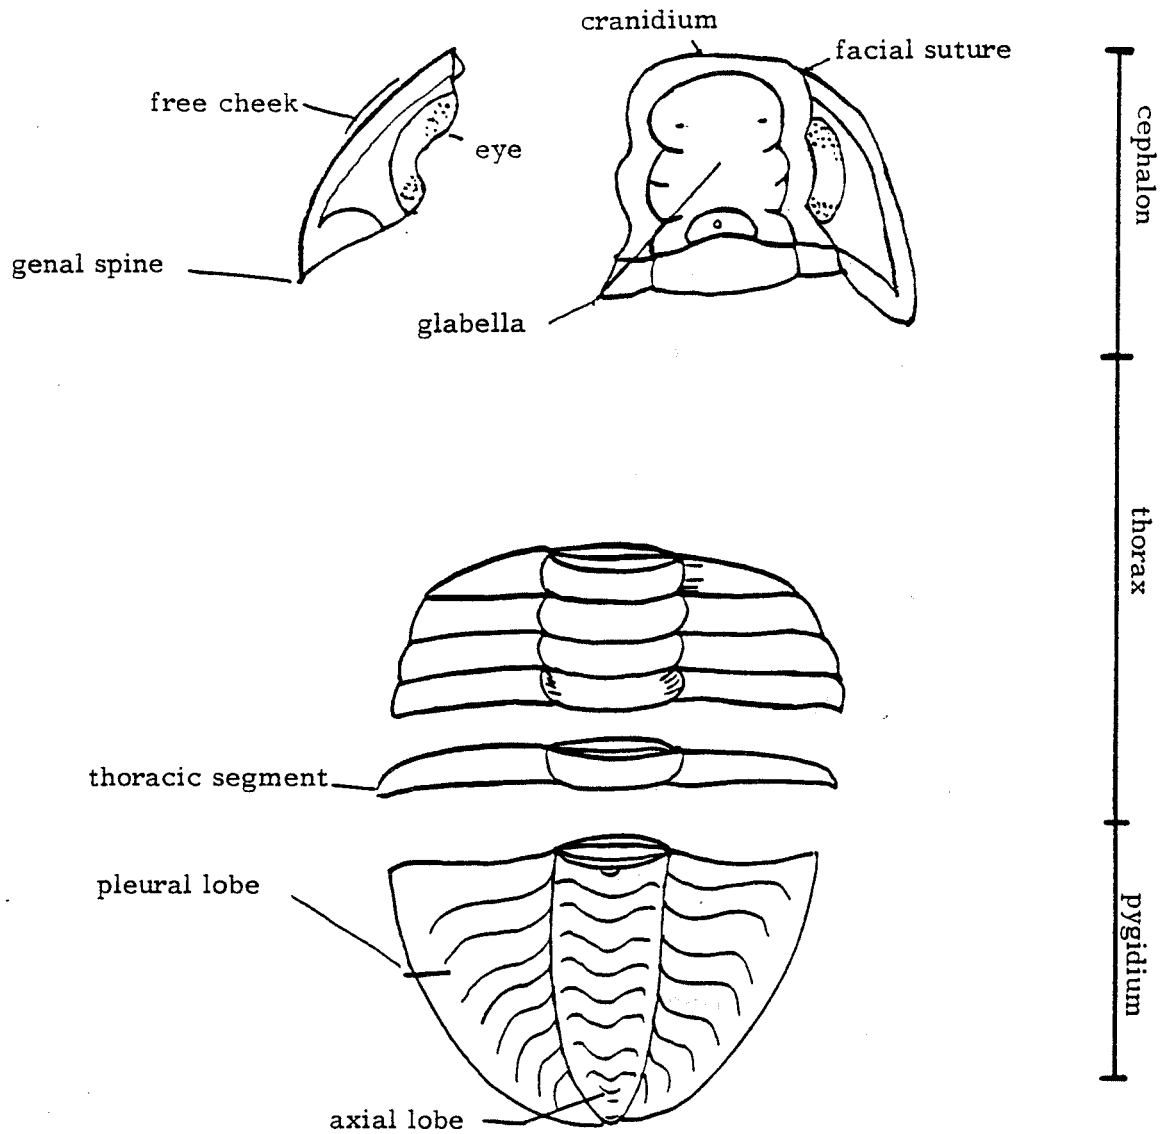 cranidium
facial suture
free cheek
eye
genal spine
glabella
cephalon
thorax
thoracic segment
pleural lobe
pygidium
axial lobe